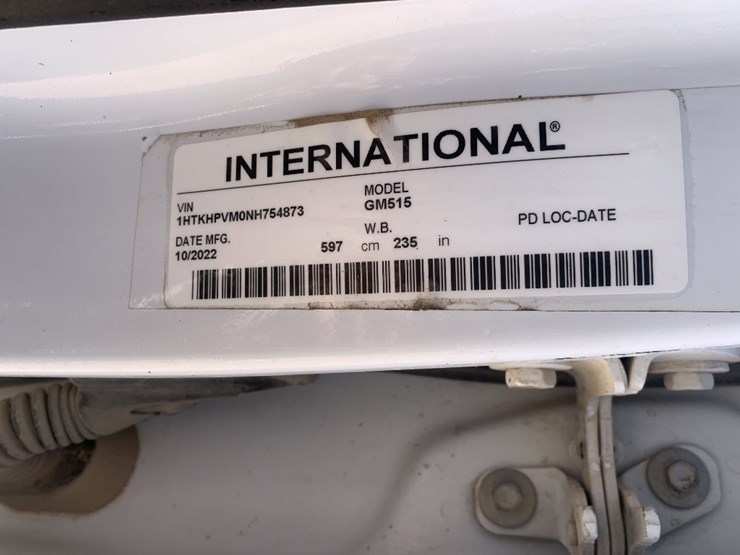 INTERNATIONAL®
VIN
1HTKHPVM0NH754873
MODEL
GM515
DATE MFG.
10/2022
W.B.
597 cm 235 in
PD LOC-DATE